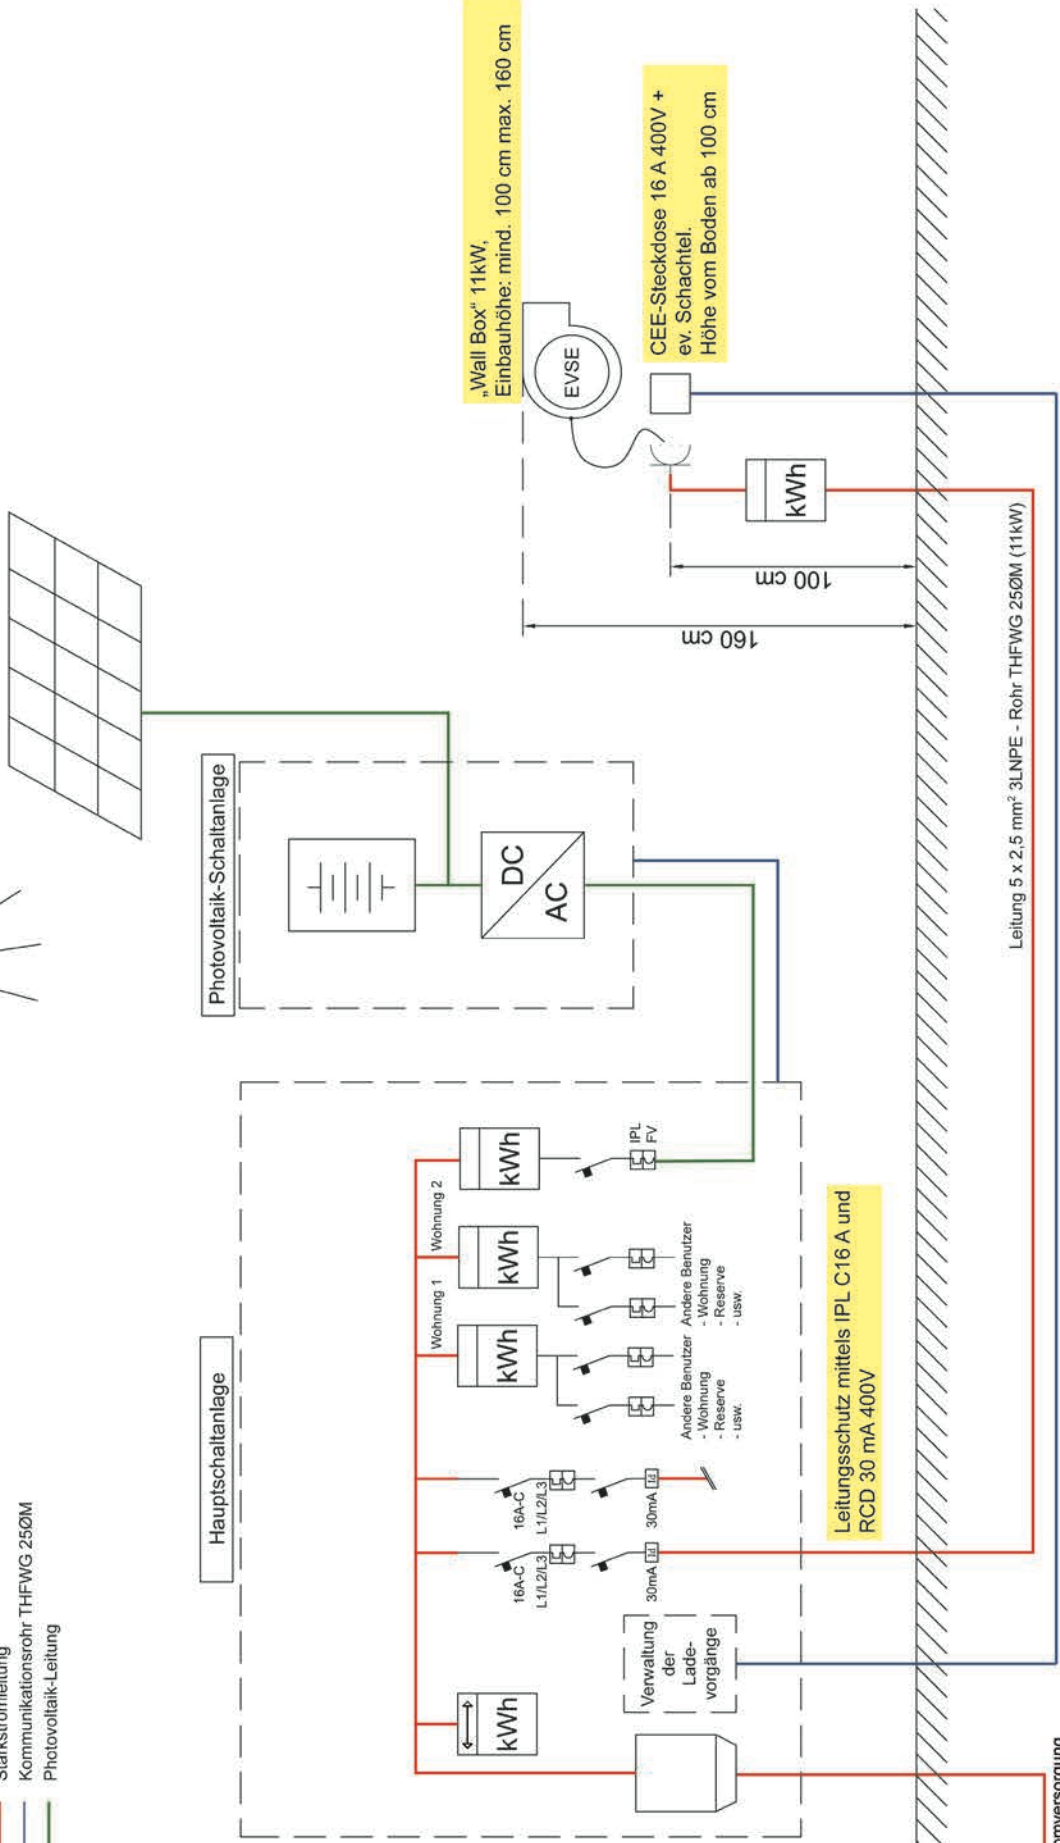 Starkstromleitung
Kommunikationsrohr THFWG 25ØM
Photovoltaik-Leitung
Hauptschaltanlage
kWh
Verwaltung
der
Lade-
vorgänge
16A-C
L1/L2/L3
30mA
Id
16A-C
L1/L2/L3
30mA
Id
Wohnung 1
kWh
Andere Benutzer
- Wohnung
- Reserve
- usw.
Wohnung 2
kWh
Andere Benutzer
- Wohnung
- Reserve
- usw.
kWh
IPL
FV
Leitungsschutz mittels IPL C16 A und
RCD 30 mA 400V
Photovoltaik-Schaltanlage
DC
AC
„Wall Box“ 11kW,
Einbauhöhe: mind. 100 cm max. 160 cm
EVSE
CEE-Steckdose 16 A 400V +
ev. Schachtel.
Höhe vom Boden ab 100 cm
kWh
160 cm
100 cm
Leitung 5 x 2,5 mm² 3LNPE - Rohr THFWG 25ØM (11kW)